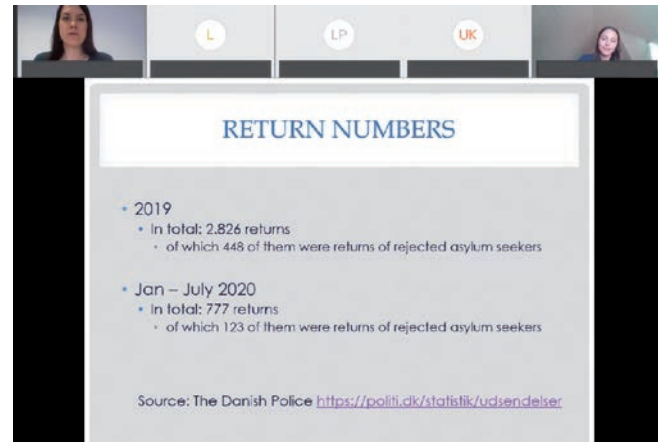 L
LP
UK
RETURN NUMBERS
• 2019
• In total: 2.826 returns
• of which 448 of them were returns of rejected asylum seekers
• Jan – July 2020
• In total: 777 returns
• of which 123 of them were returns of rejected asylum seekers
Source: The Danish Police https://politi.dk/statistik/udsendelser